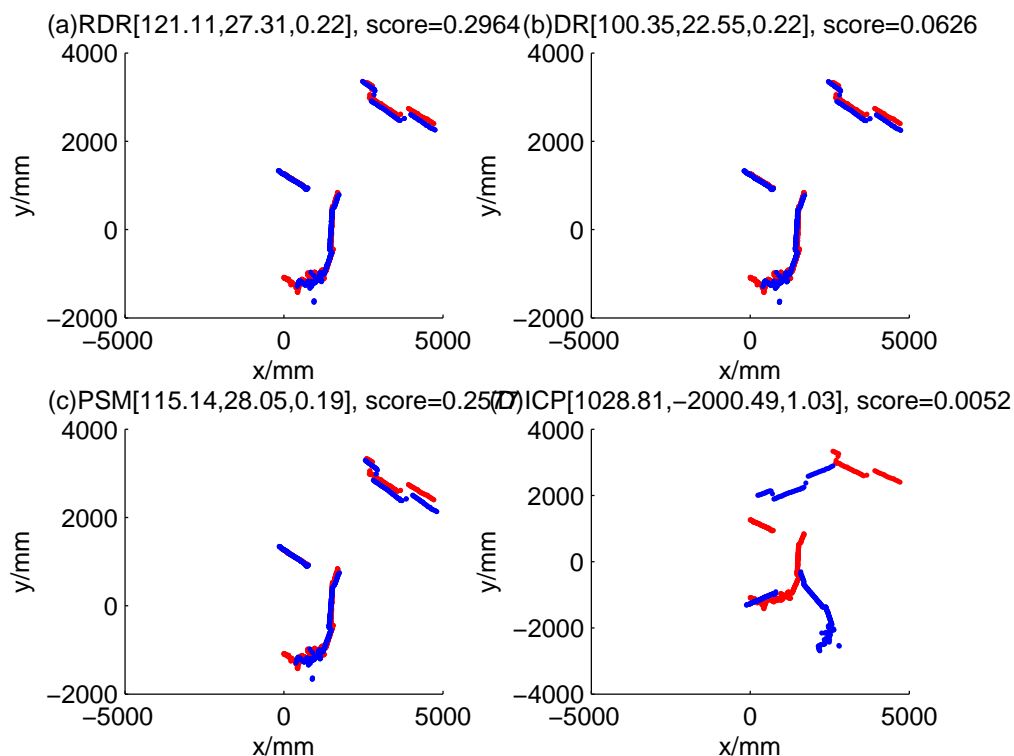 (a)RDR[121.11,27.31,0.22], score=0.2964
(b)DR[100.35,22.55,0.22], score=0.0626
4000
2000
0
−2000
−5000
0
5000
x/mm
y/mm
4000
2000
0
−2000
−5000
0
5000
x/mm
y/mm
(c)PSM[115.14,28.05,0.19], score=0.25
ICP[1028.81,−2000.49,1.03], score=0.0052
4000
2000
0
−2000
−5000
0
5000
x/mm
y/mm
4000
2000
0
−2000
−4000
−5000
0
5000
x/mm
y/mm